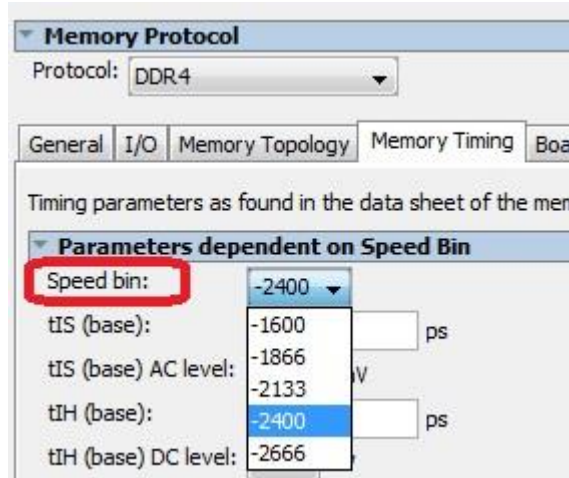 Memory Protocol
Protocol: DDR4
General I/O Memory Topology Memory Timing Boa
Timing parameters as found in the data sheet of the mem
Parameters dependent on Speed Bin
Speed bin: -2400
tIS (base): -1600 ps
-1866
tIS (base) AC level: V
-2133
tIH (base): -2400 ps
tIH (base) DC level: -2666